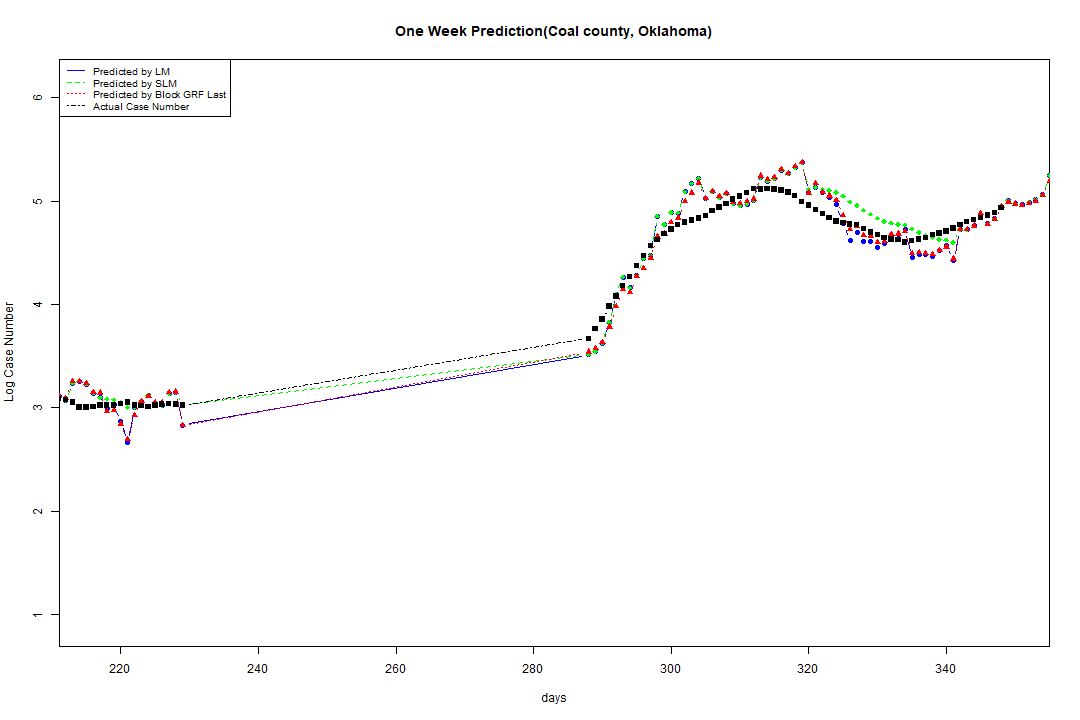 One Week Prediction(Coal county, Oklahoma)
Predicted by LM
Predicted by SLM
Predicted by Block GRF Last
Actual Case Number
6
5
4
3
2
1
Log Case Number
220 240 260 280 300 320 340
days